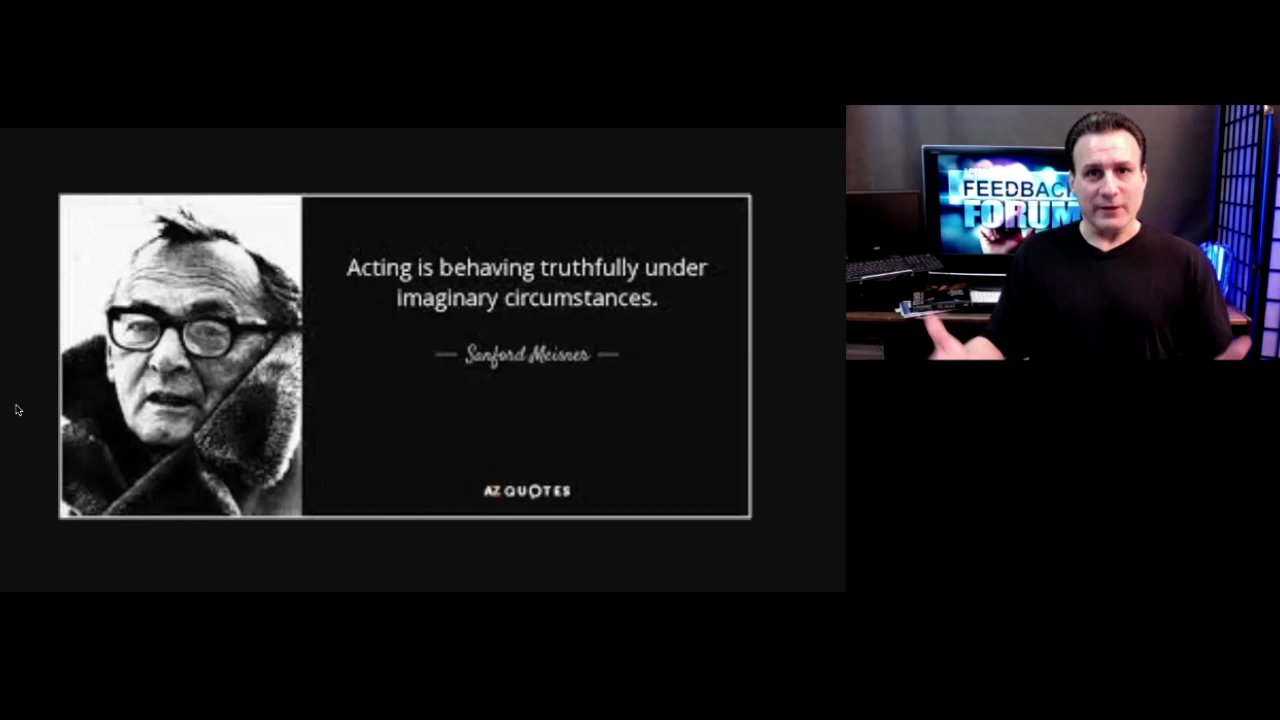 Acting is behaving truthfully under
imaginary circumstances.
— Sanford Meisner —
AZ QUOTES
FEEDBACK
FORUM